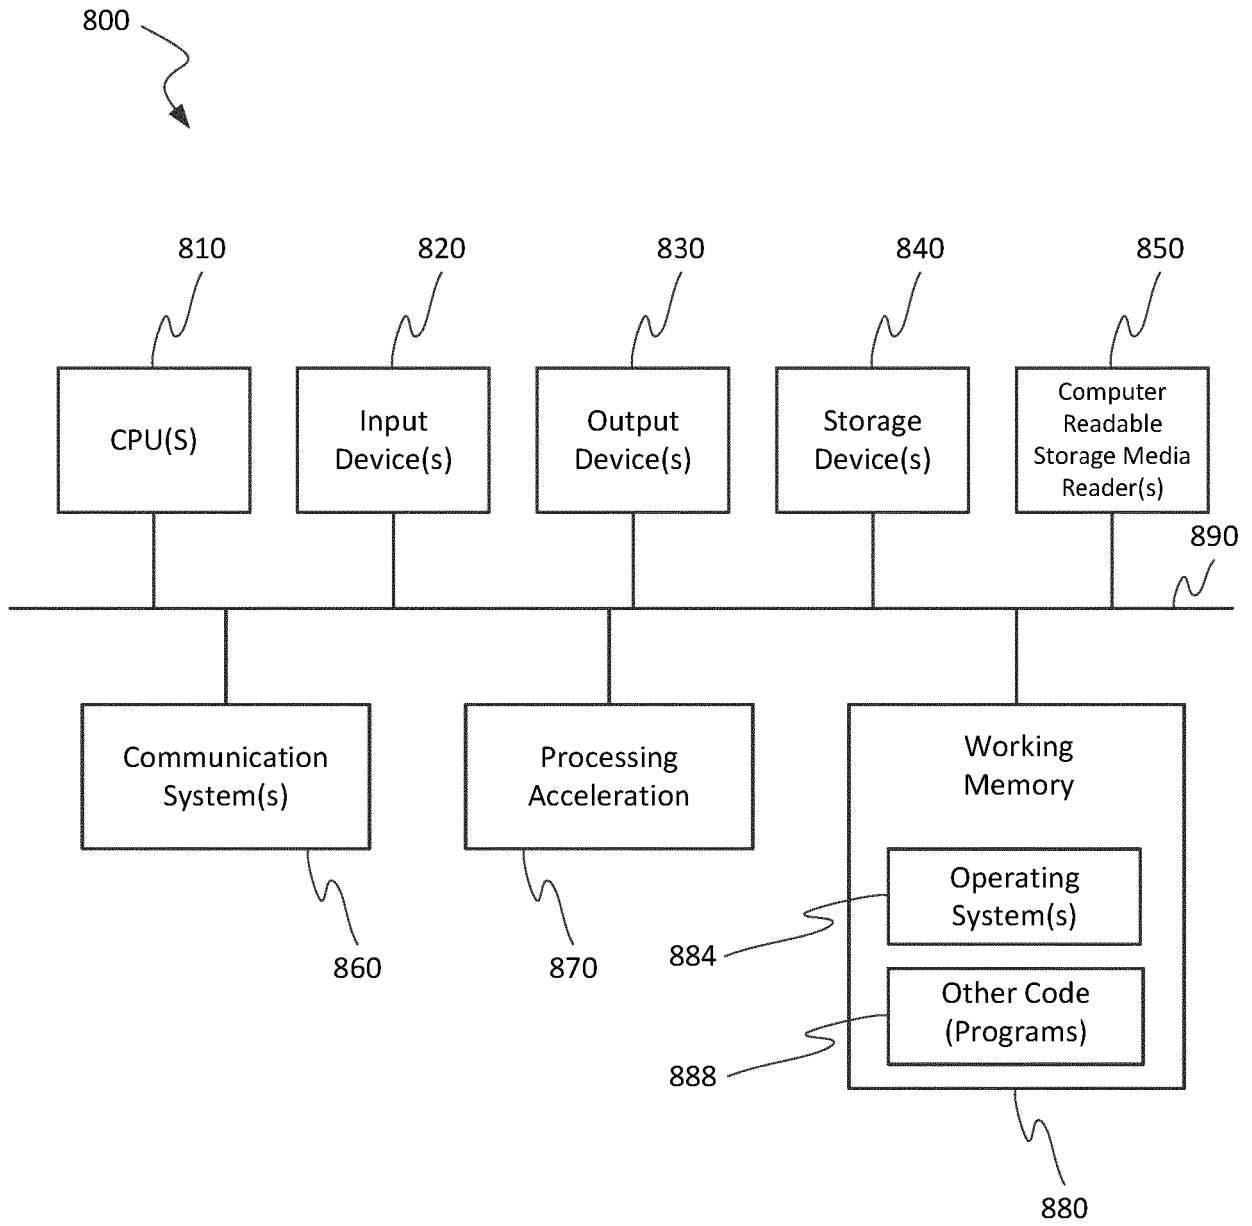 800
810
820
830
840
850
CPU(S)
Input
Device(s)
Output
Device(s)
Storage
Device(s)
Computer
Readable
Storage Media
Reader(s)
890
Communication
System(s)
Processing
Acceleration
Working
Memory
Operating
System(s)
Other Code
(Programs)
860
870
884
888
880